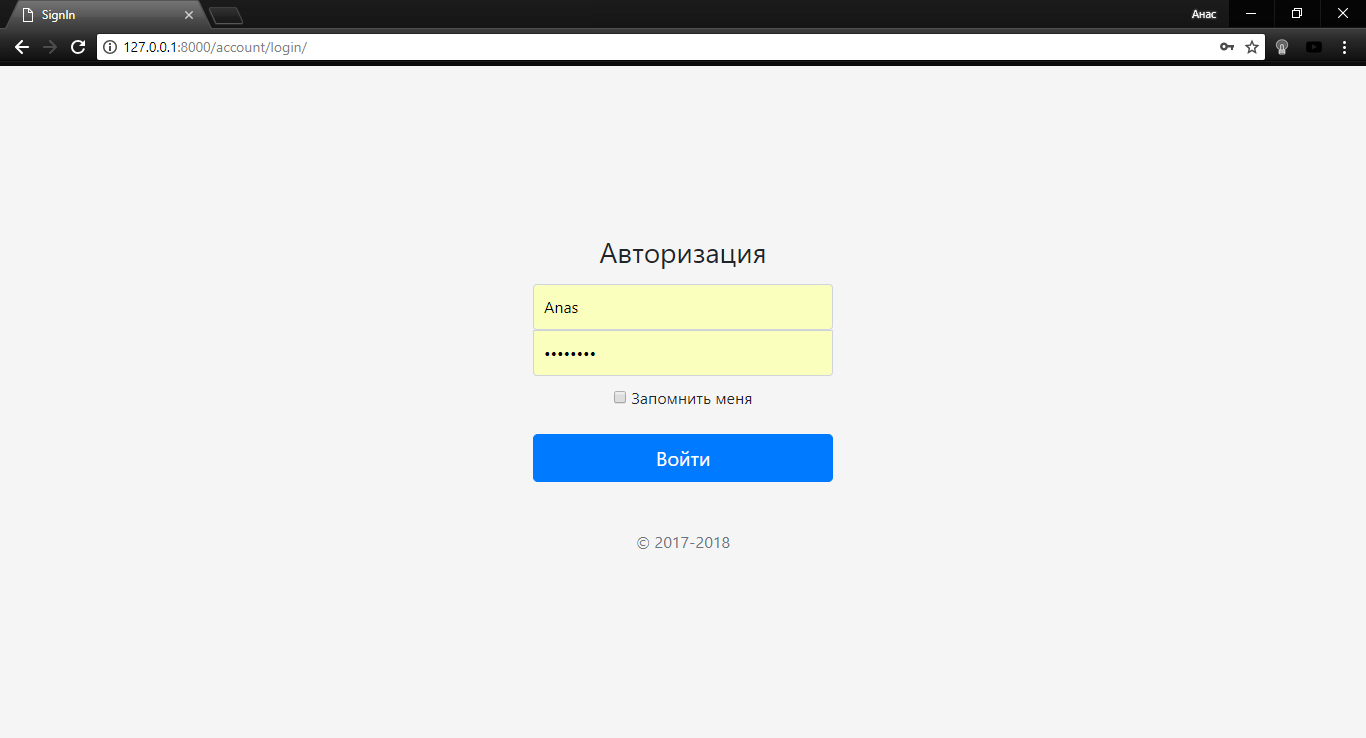 SignIn
Анас
127.0.0.1:8000/account/login/
Авторизация
Anas
••••••••
Запомнить меня
Войти
© 2017-2018